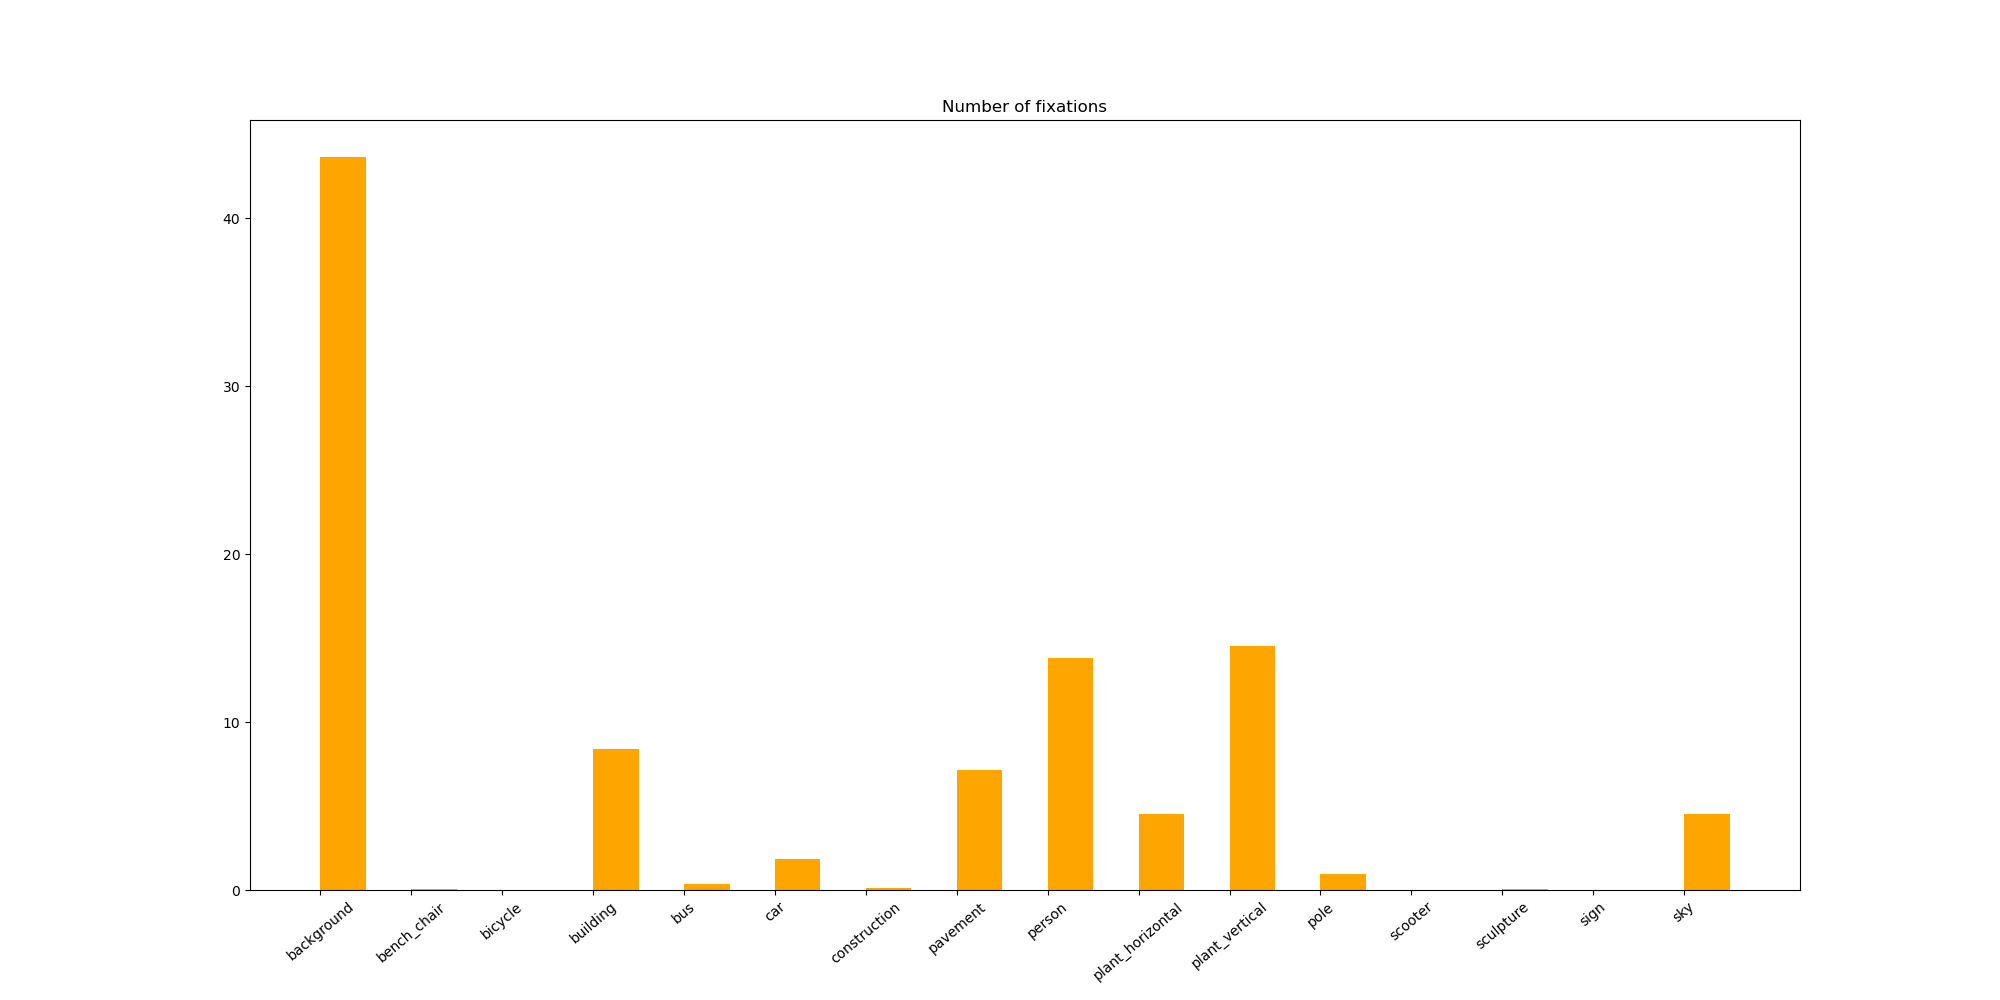 Number of fixations
40
30
20
10
0
background
bench_chair
bicycle
building
bus
car
construction
pavement
person
plant_horizontal
plant_vertical
pole
scooter
sculpture
sign
sky